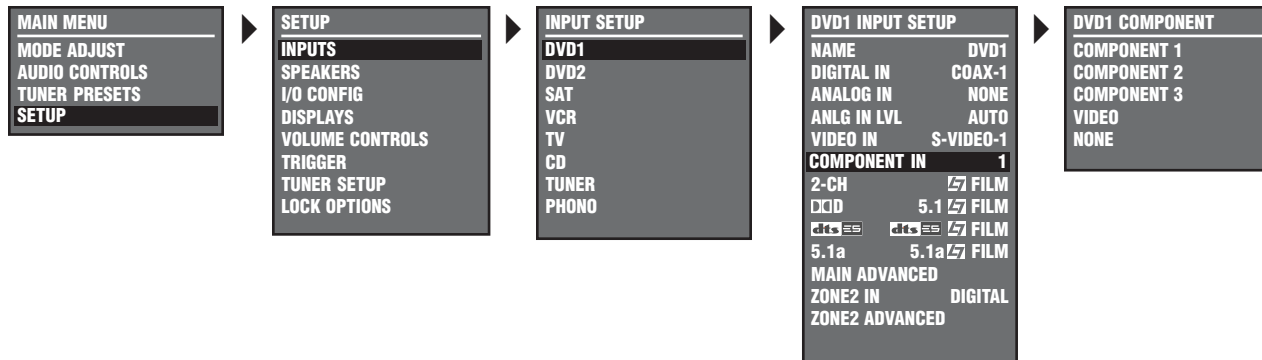 MAIN MENU
MODE ADJUST
AUDIO CONTROLS
TUNER PRESETS
SETUP
SETUP
INPUTS
SPEAKERS
I/O CONFIG
DISPLAYS
VOLUME CONTROLS
TRIGGER
TUNER SETUP
LOCK OPTIONS
INPUT SETUP
DVD1
DVD2
SAT
VCR
TV
CD
TUNER
PHONO
DVD1 INPUT SETUP
NAME DVD1
DIGITAL IN COAX-1
ANALOG IN NONE
ANLG IN LVL AUTO
VIDEO IN S-VIDEO-1
COMPONENT IN 1
2-CH L7 FILM
D 5.1 L7 FILM
dts ES dts ES L7 FILM
5.1a 5.1a L7 FILM
MAIN ADVANCED
ZONE2 IN DIGITAL
ZONE2 ADVANCED
DVD1 COMPONENT
COMPONENT 1
COMPONENT 2
COMPONENT 3
VIDEO
NONE